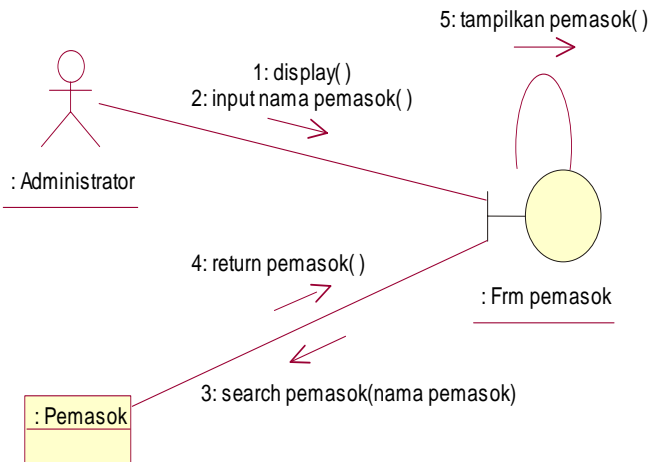 5: tampilkan pemasok( )
1: display( )
2: input nama pemasok( )
: Administrator
4: return pemasok( )
: Frm pemasok
3: search pemasok(nama pemasok)
: Pemasok